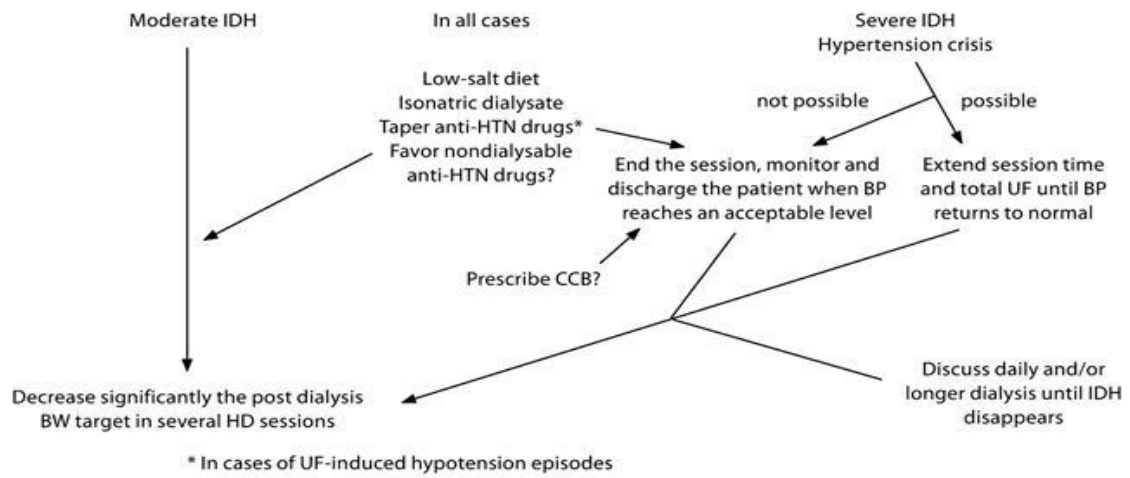 Moderate IDH
In all cases
Severe IDH
Hypertension crisis
Low-salt diet
Isonatric dialysate
Taper anti-HTN drugs*
Favor nondialysable
anti-HTN drugs?
not possible
possible
End the session, monitor and
discharge the patient when BP
reaches an acceptable level
Extend session time
and total UF until BP
returns to normal
Prescribe CCB?
Decrease significantly the post dialysis
BW target in several HD sessions
Discuss daily and/or
longer dialysis until IDH
disappears
* In cases of UF-induced hypotension episodes